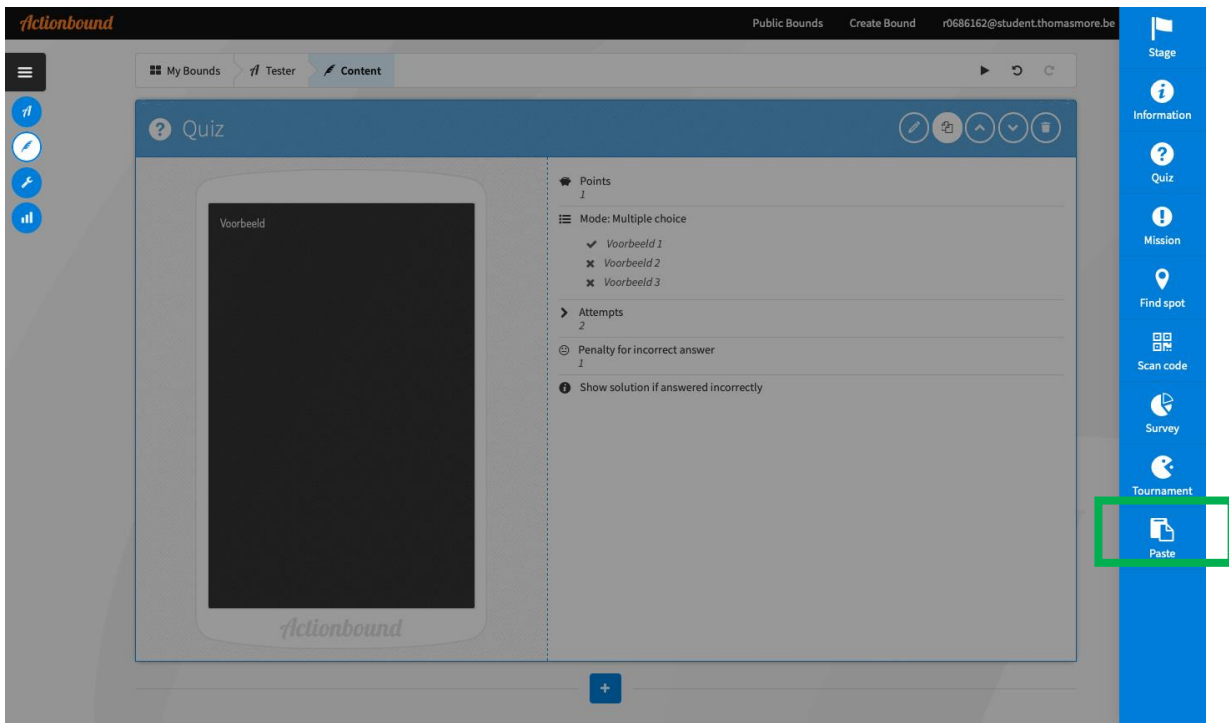 Actionbound
Public Bounds Create Bound r0686162@student.thomasmore.be
My Bounds Tester Content
Quiz
Voorbeeld
Actionbound
Points
1
Mode: Multiple choice
Voorbeeld 1
Voorbeeld 2
Voorbeeld 3
Attempts
2
Penalty for incorrect answer
1
Show solution if answered incorrectly
Stage
Information
Quiz
Mission
Find spot
Scan code
Survey
Tournament
Paste